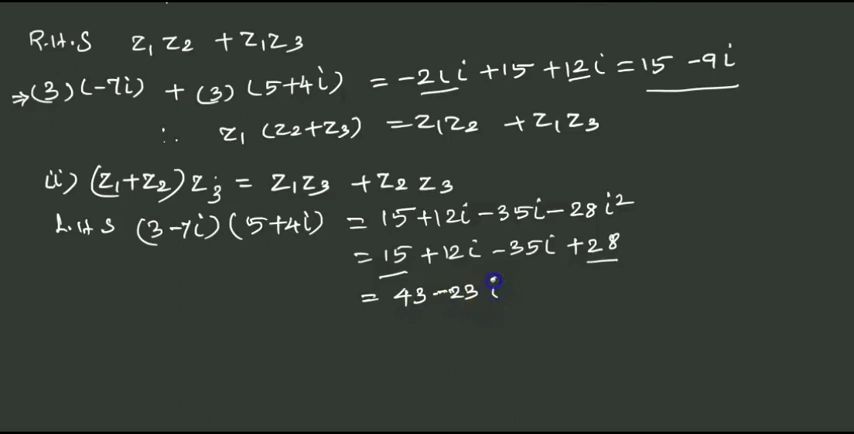 R.H.S z₁z₂ + z₁z₃
⇒ (3)(-7i) + (3)(5+4i) = -21i + 15 + 12i = 15 - 9i
∴ z₁(z₂+z₃) = z₁z₂ + z₁z₃
ii) (z₁+z₂)z₃ = z₁z₃ + z₂z₃
L.H.S (3-7i)(5+4i) = 15+12i-35i-28i²
= 15 + 12i - 35i + 28
= 43 - 23i